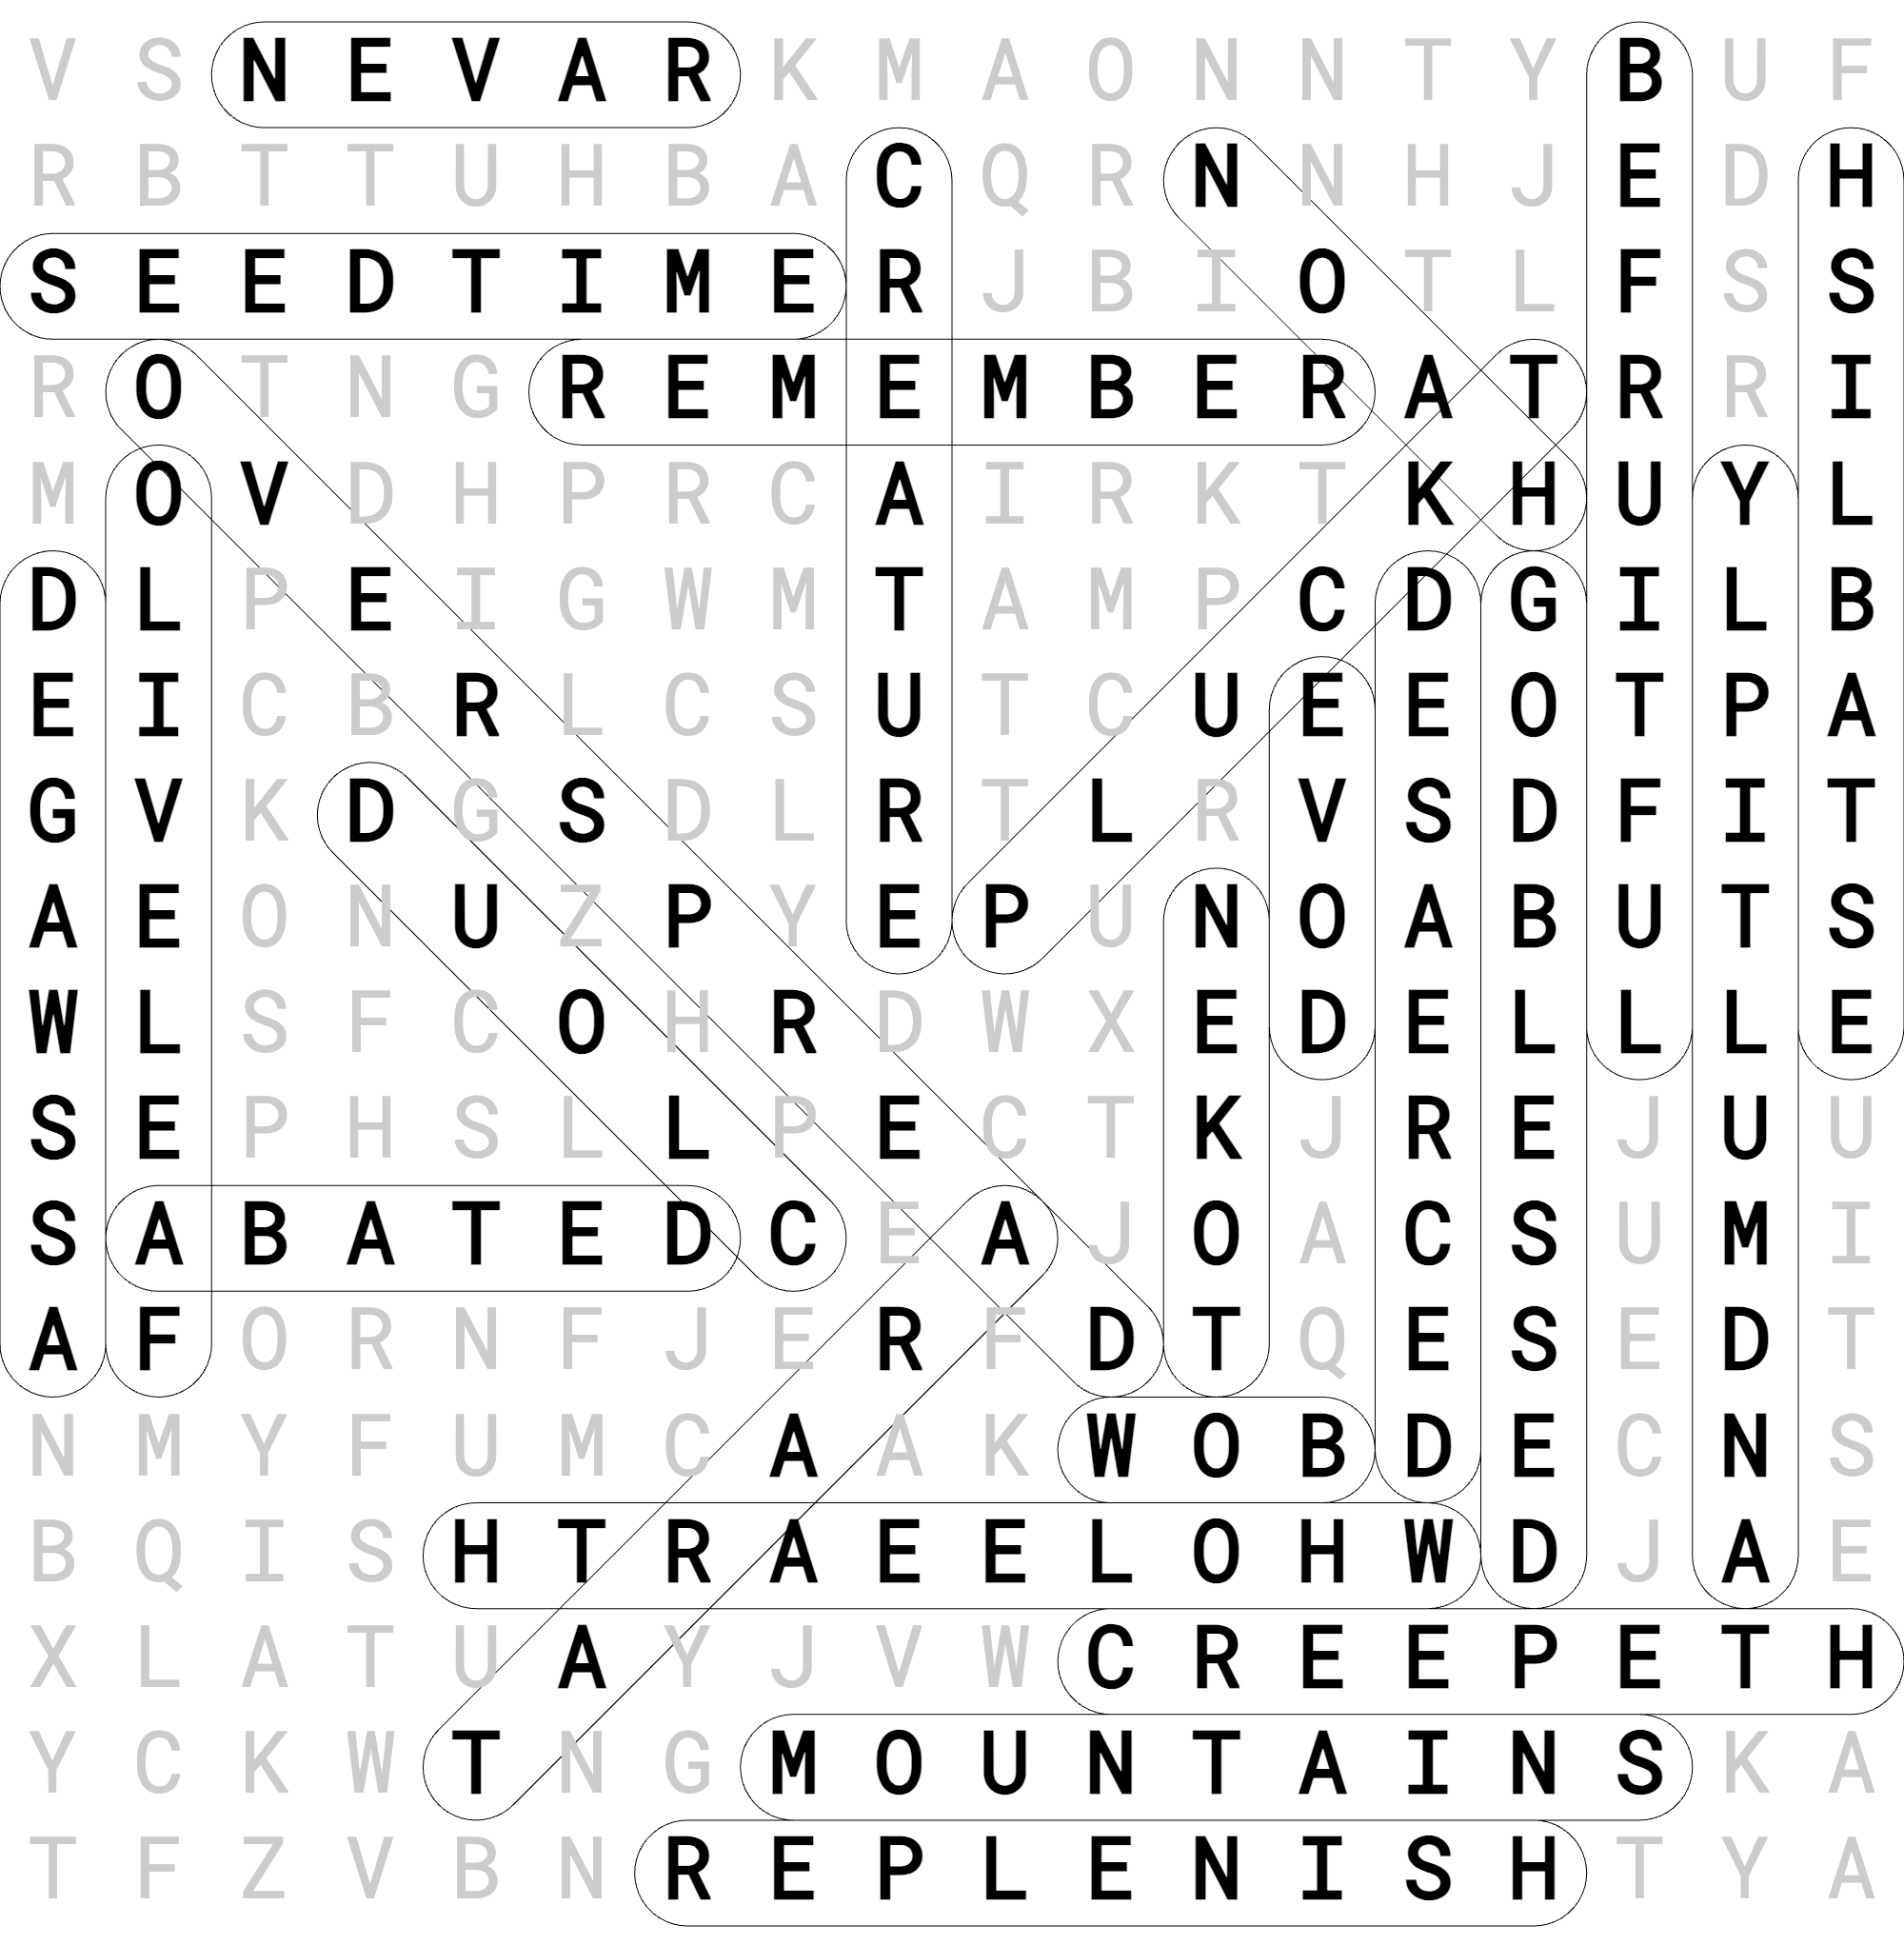 V S N E V A R K M A O N N T Y B U F
R B T T U H B A C Q R N N H J E D H
S E E D T I M E R J B I O T L F S S
R O T N G R E M E M B E R A T R R I
M O V D H P R C A I R K T K H U Y L
D L P E I G W M T A M P C D G I L B
E I C B R L C S U T C U E E O T P A
G V K D G S D L R T L R V S D F I T
A E O N U Z P Y E P U N O A B U T S
W L S F C O H R D W X E D E L L L E
S E P H S L L P E C T K J R E J U U
S A B A T E D C E A J O A C S U M I
A F O R N F J E R F D T Q E S E D T
N M Y F U M C A A K W O B D E C N S
B Q I S H T R A E E L O H W D J A E
X L A T U A Y J V W C R E E P E T H
Y C K W T N G M O U N T A I N S K A
T F Z V B N R E P L E N I S H T Y A